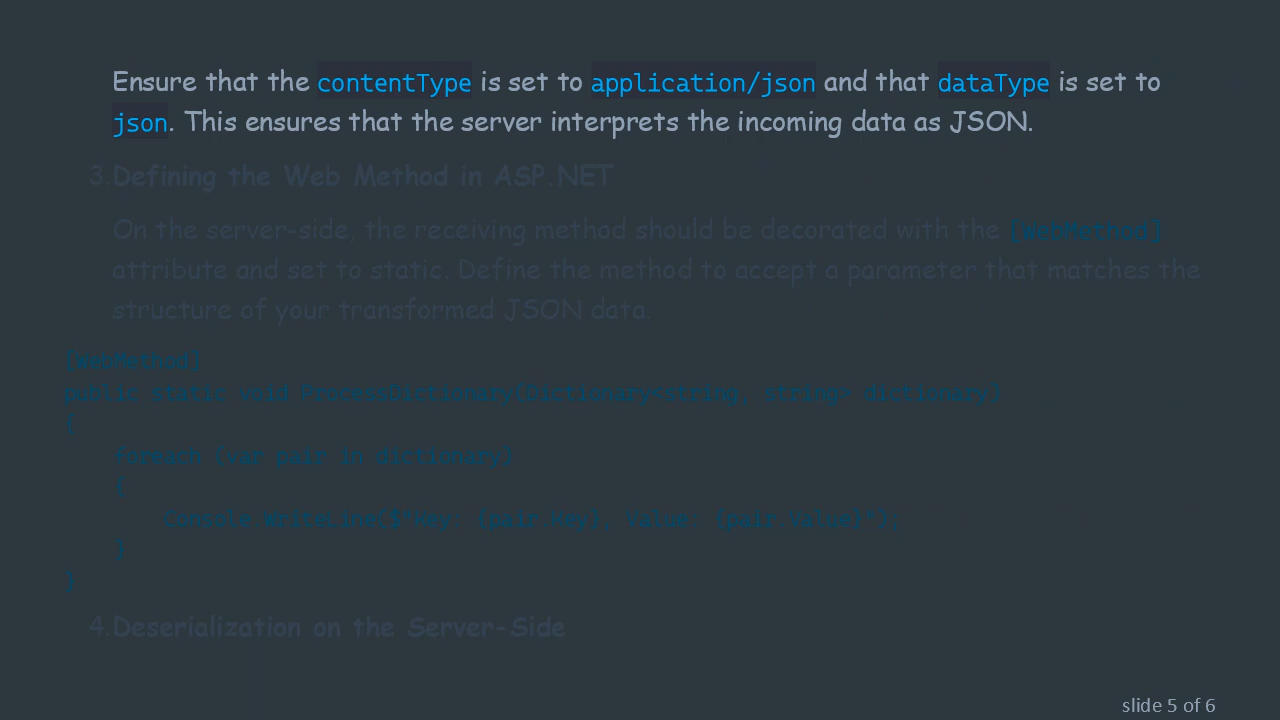 Ensure that the contentType is set to application/json and that dataType is set to
json. This ensures that the server interprets the incoming data as JSON.
3. Defining the Web Method in ASP.NET
On the server-side, the receiving method should be decorated with the [WebMethod]
attribute and set to static. Define the method to accept a parameter that matches the
structure of your transformed JSON data.
[WebMethod]
public static void ProcessDictionary(Dictionary<string, string> dictionary)
{
    foreach (var pair in dictionary)
    {
        Console.WriteLine($"Key: {pair.Key}, Value: {pair.Value}");
    }
}
4. Deserialization on the Server-Side
slide 5 of 6